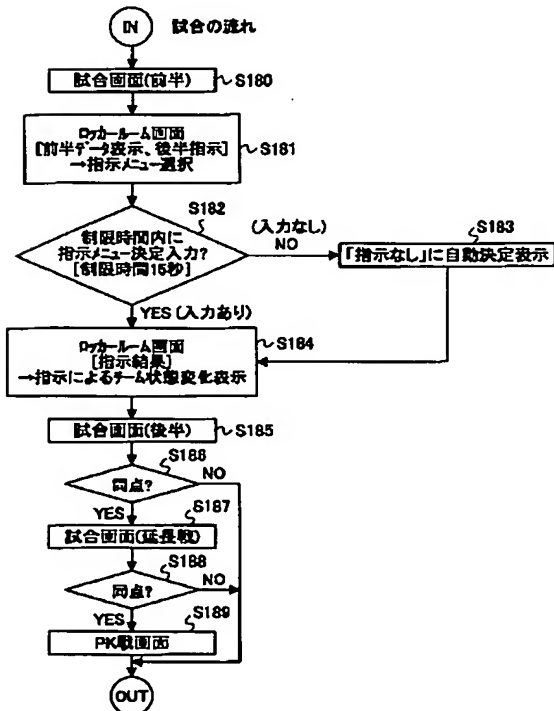 IN
試合の流れ
試合画面(前半)
S180
ロッカールーム画面
[前半データ表示、後半指示]
→指示メニュー選択
S181
S182
制限時間内に
指示メニュー決定入力?
[制限時間15秒]
(入力なし)
NO
S183
「指示なし」に自動決定表示
YES (入力あり)
ロッカールーム画面
[指示結果]
→指示によるチーム状態変化表示
S184
試合画面(後半)
S185
S186
同点?
NO
YES
S187
試合画面(延長戦)
S188
同点?
NO
YES
S189
PK戦画面
OUT